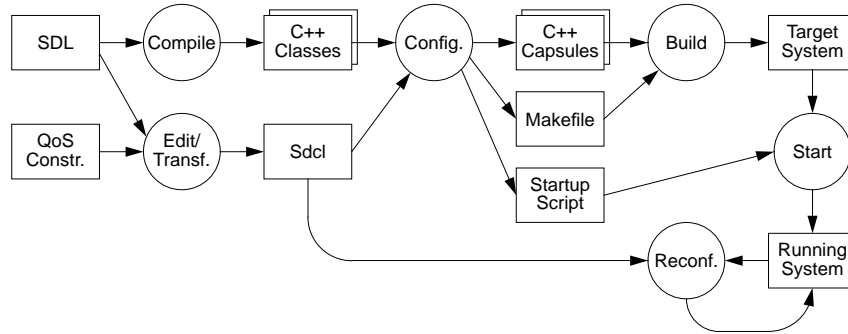 SDL
Compile
C++
Classes
Config.
C++
Capsules
Build
Target
System
QoS
Constr.
Edit/
Transf.
Sdcl
Makefile
Start
Startup
Script
Reconf.
Running
System